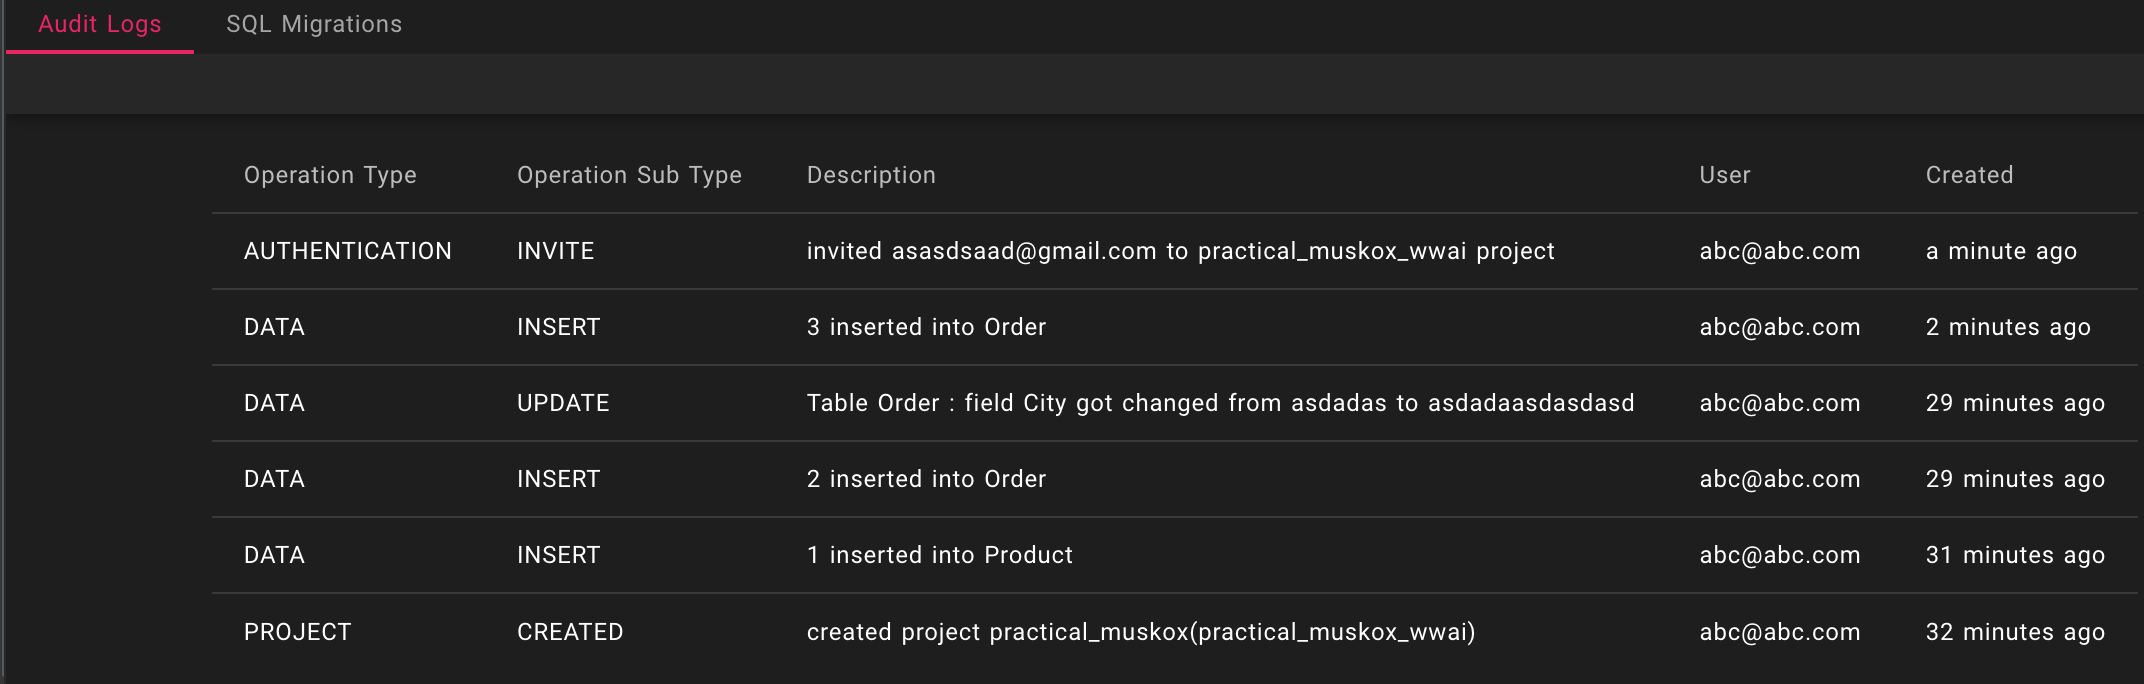 Audit Logs SQL Migrations
Operation Type Operation Sub Type Description User Created
AUTHENTICATION INVITE invited asasdsaad@gmail.com to practical_muskox_wwai project abc@abc.com a minute ago
DATA INSERT 3 inserted into Order abc@abc.com 2 minutes ago
DATA UPDATE Table Order : field City got changed from asdadas to asdadaasdasdasd abc@abc.com 29 minutes ago
DATA INSERT 2 inserted into Order abc@abc.com 29 minutes ago
DATA INSERT 1 inserted into Product abc@abc.com 31 minutes ago
PROJECT CREATED created project practical_muskox(practical_muskox_wwai) abc@abc.com 32 minutes ago